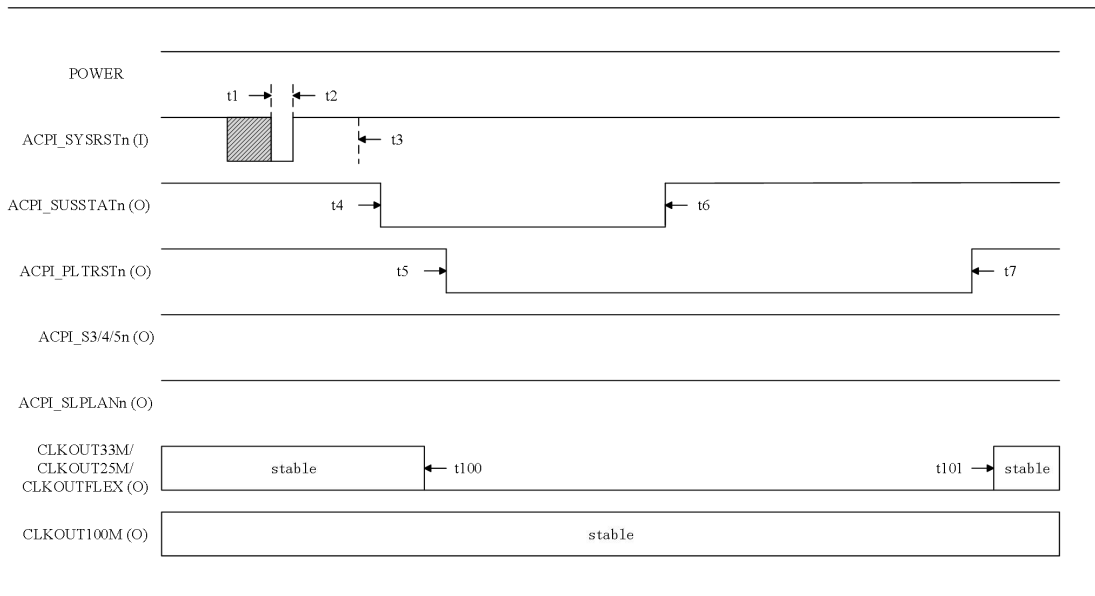 POWER
t1
t2
ACPI_SYSRSTn (I)
t3
ACPI_SUSSTATn (O)
t4
t6
ACPI_PLTRSTn (O)
t5
t7
ACPI_S3/4/5n (O)
ACPI_SLPLANn (O)
CLKOUT33M/
CLKOUT25M/
CLKOUTFLEX (O)
stable
t100
t101
stable
CLKOUT100M (O)
stable